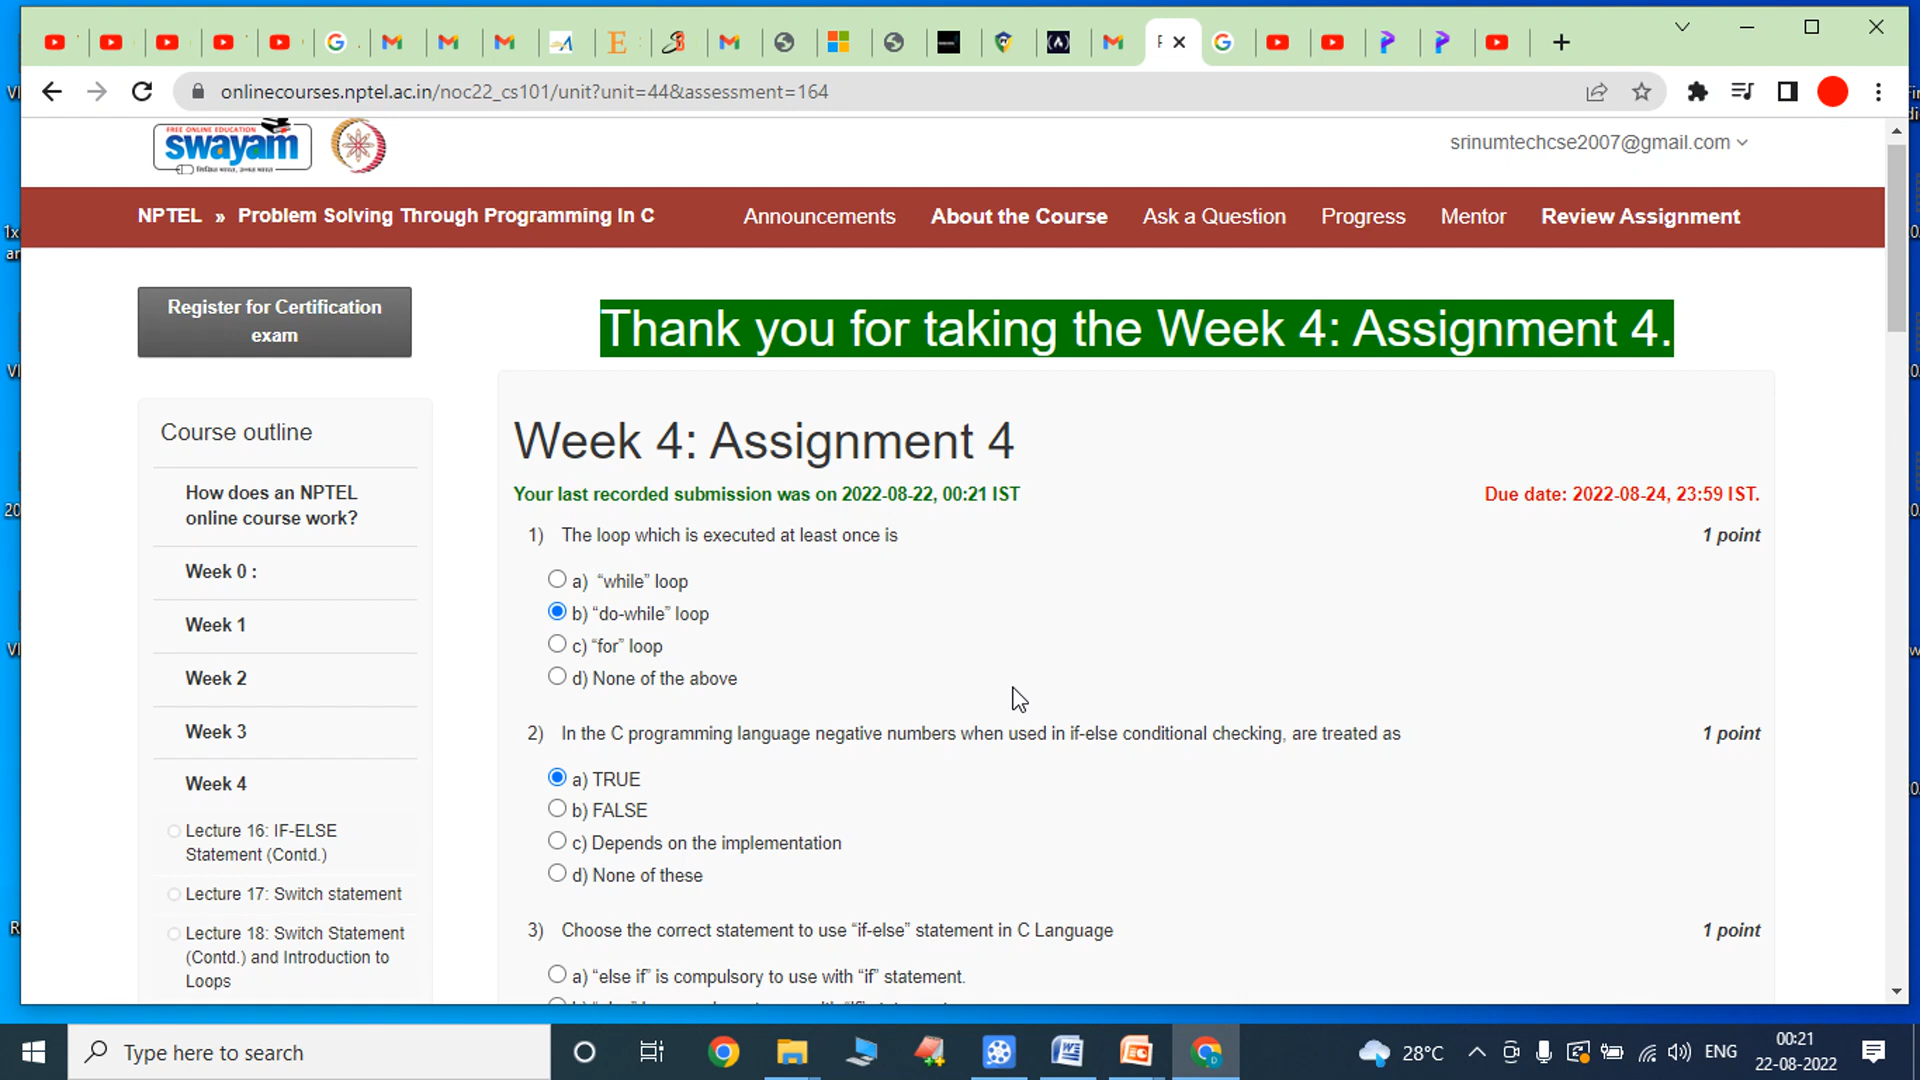 onlinecourses.nptel.ac.in/noc22_cs101/unit?unit=44&assessment=164
FREE ONLINE EDUCATION
swayam
srinumtechcse2007@gmail.com
NPTEL » Problem Solving Through Programming In C
Announcements About the Course Ask a Question Progress Mentor Review Assignment
Register for Certification
exam
Thank you for taking the Week 4: Assignment 4.
Course outline
How does an NPTEL
online course work?
Week 0 :
Week 1
Week 2
Week 3
Week 4
Lecture 16: IF-ELSE
Statement (Contd.)
Lecture 17: Switch statement
Lecture 18: Switch Statement
(Contd.) and Introduction to
Loops
Week 4: Assignment 4
Your last recorded submission was on 2022-08-22, 00:21 IST
Due date: 2022-08-24, 23:59 IST.
1) The loop which is executed at least once is
1 point
a) “while” loop
b) “do-while” loop
c) “for” loop
d) None of the above
2) In the C programming language negative numbers when used in if-else conditional checking, are treated as
1 point
a) TRUE
b) FALSE
c) Depends on the implementation
d) None of these
3) Choose the correct statement to use “if-else” statement in C Language
1 point
a) “else if” is compulsory to use with “if” statement.
Type here to search
28°C
ENG
00:21
22-08-2022